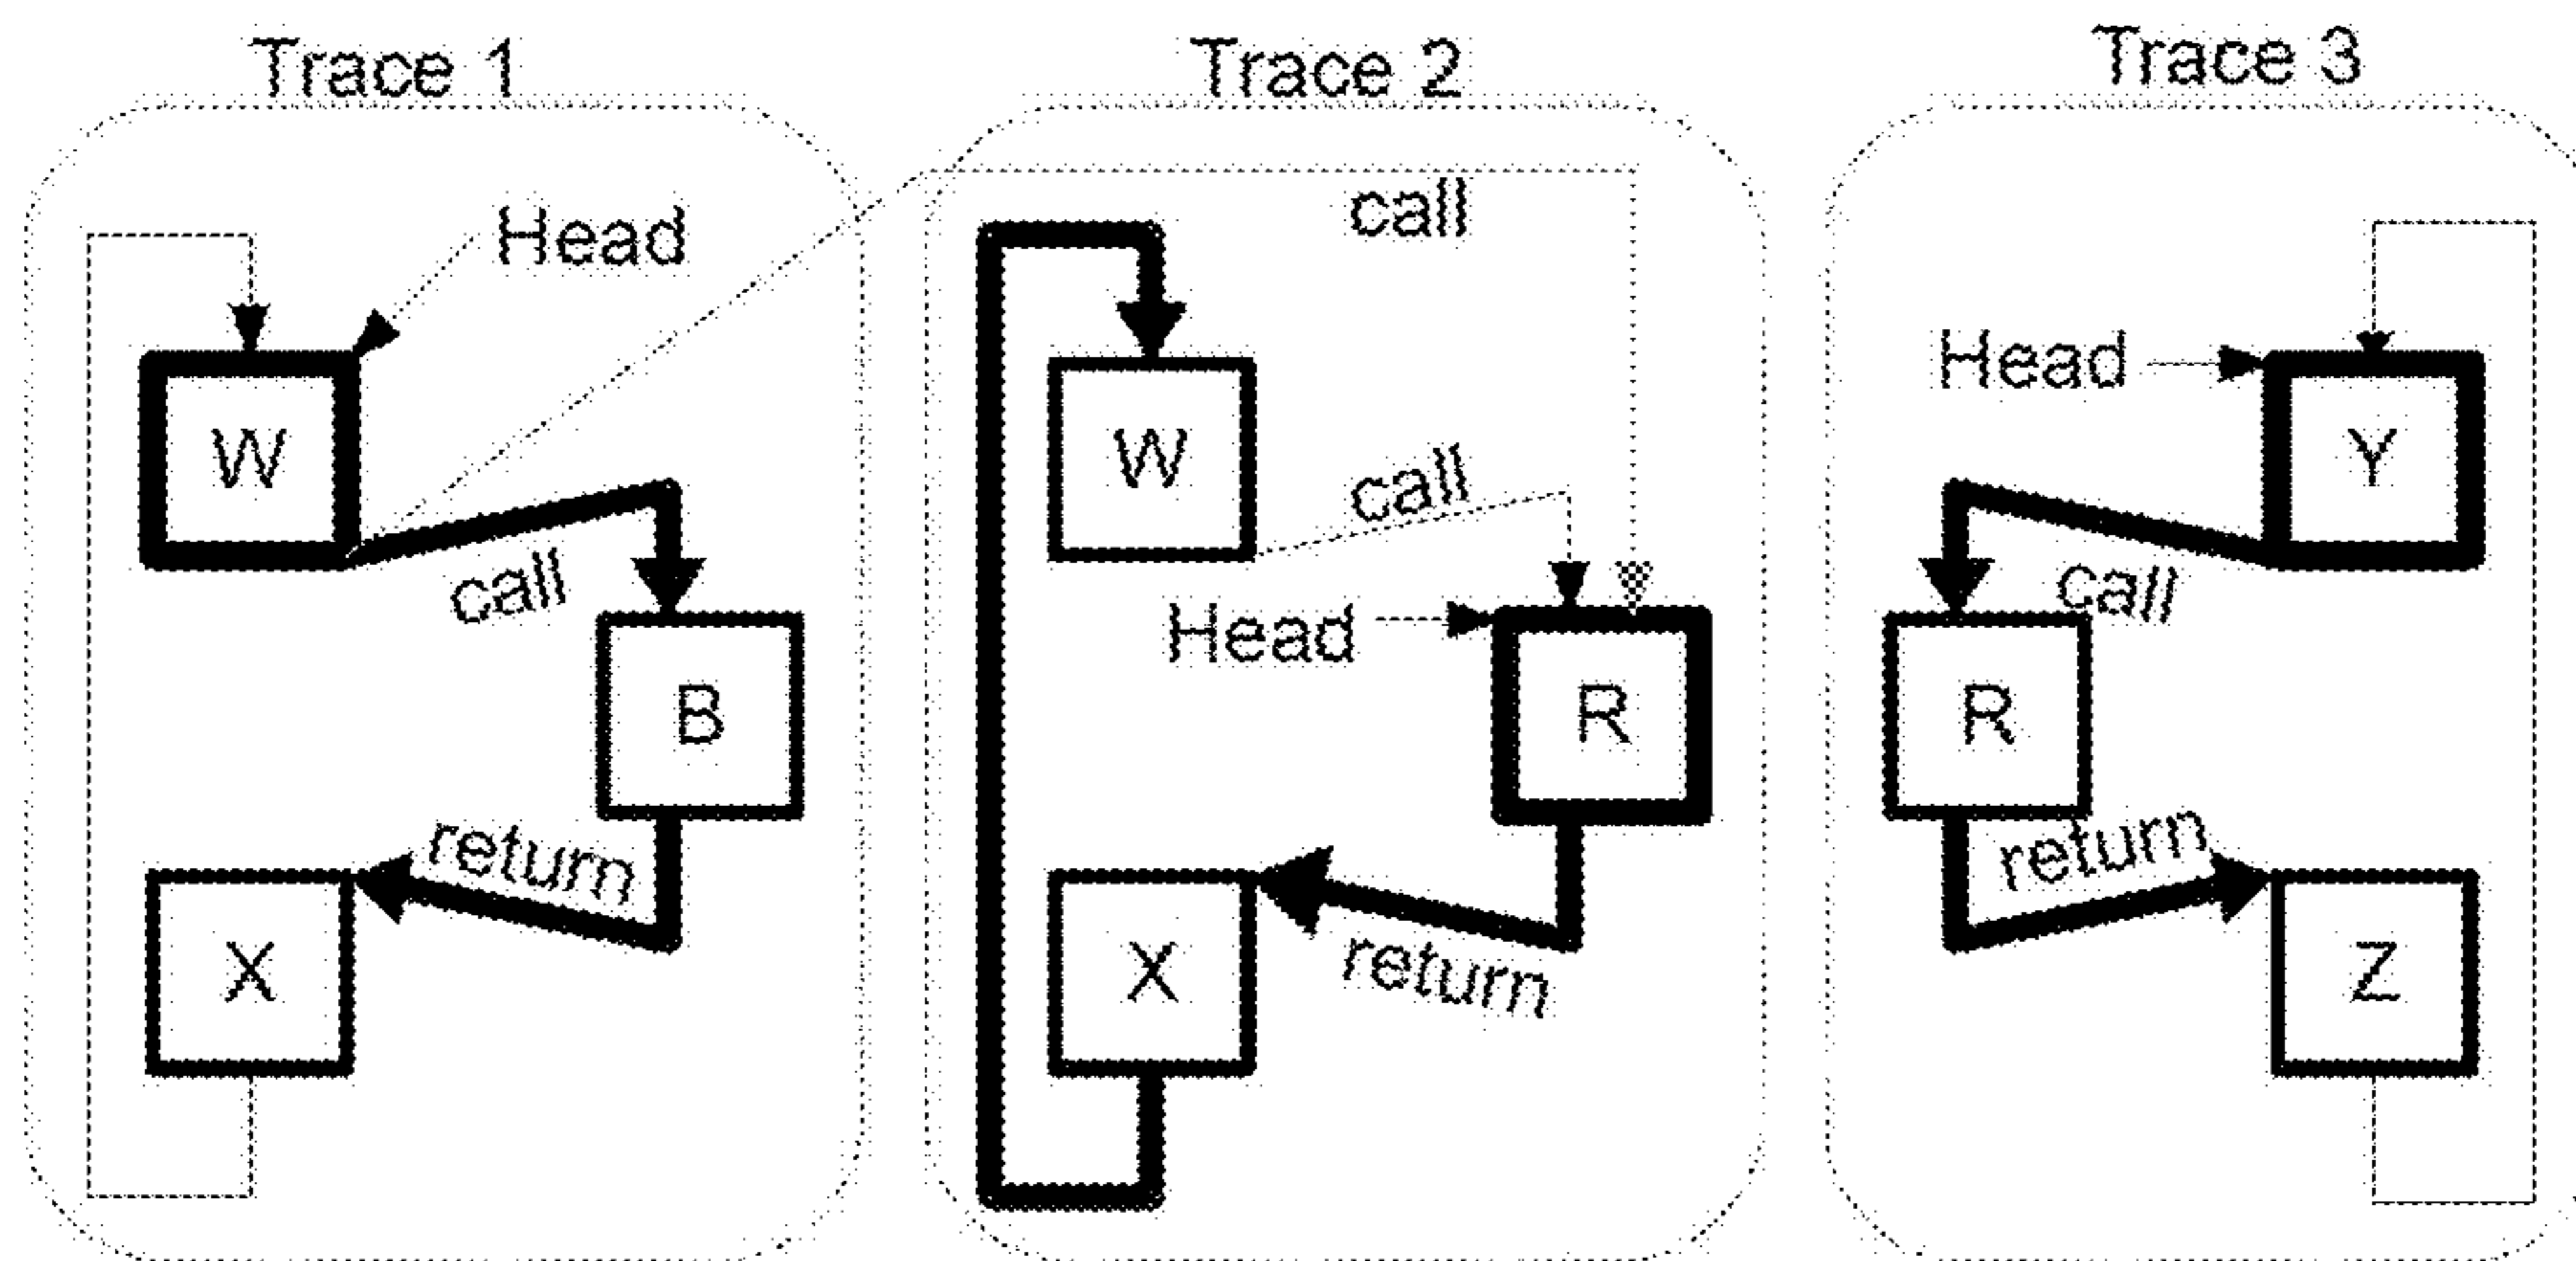 Trace 1
Head
W
call
B
return
X
Trace 2
call
W
call
Head
R
X
return
Trace 3
Head
Y
call
R
return
Z